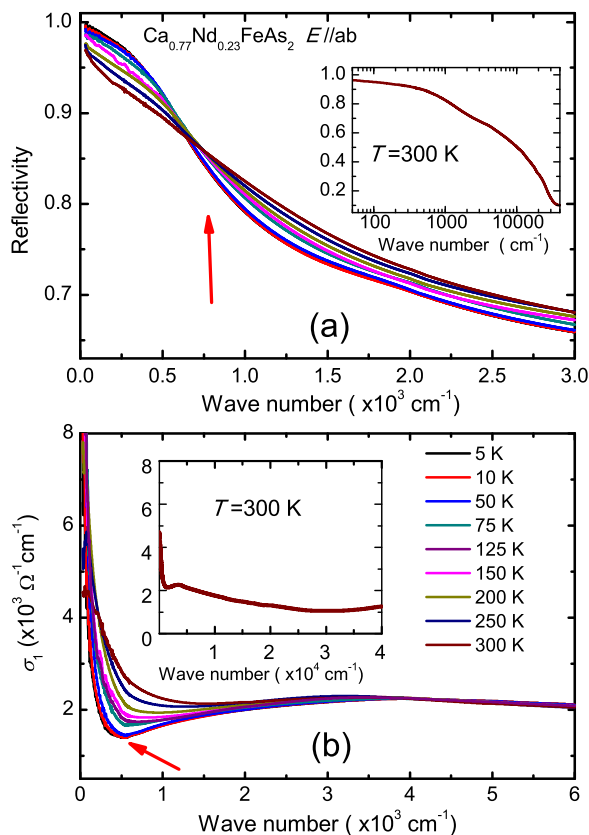 Ca0.77Nd0.23FeAs2 E//ab
1.0
0.9
0.8
0.7
Reflectivity
1.0
0.8
0.6
0.4
0.2
T=300 K
100 1000 10000
Wave number ( cm-1)
(a)
0.0 0.5 1.0 1.5 2.0 2.5 3.0
Wave number ( x10³ cm-1)
8
6
4
2
σ1 (x10³ Ω-1cm-1)
8
6
4
2
0
T=300 K
0 1 2 3 4
Wave number ( x10⁴ cm-1)
5 K
10 K
50 K
75 K
125 K
150 K
200 K
250 K
300 K
(b)
0 1 2 3 4 5 6
Wave number ( x10³ cm-1)